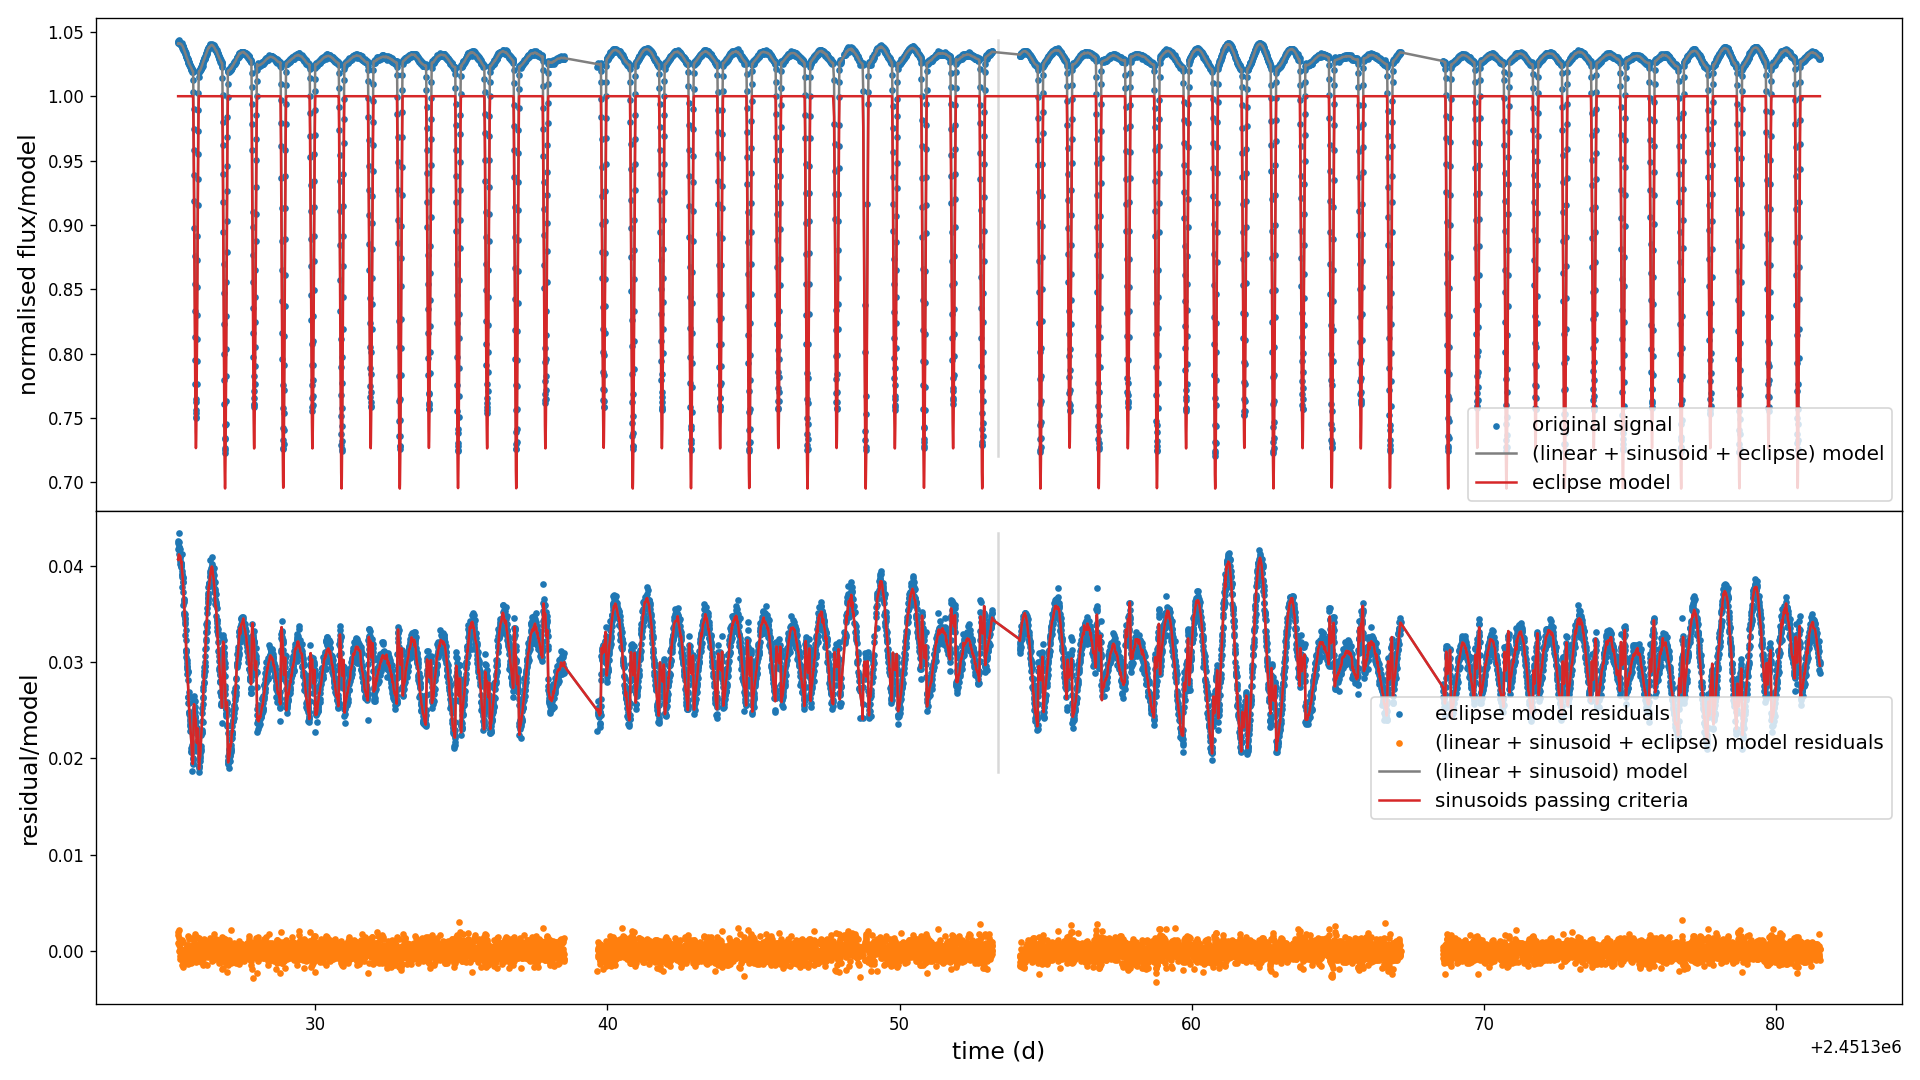 1.05
1.00
0.95
0.90
0.85
0.80
0.75
0.70
normalised flux/model
original signal
(linear + sinusoid + eclipse) model
eclipse model
0.04
0.03
0.02
0.01
0.00
residual/model
eclipse model residuals
(linear + sinusoid + eclipse) model residuals
(linear + sinusoid) model
sinusoids passing criteria
30 40 50 60 70 80
time (d)
+2.4513e6